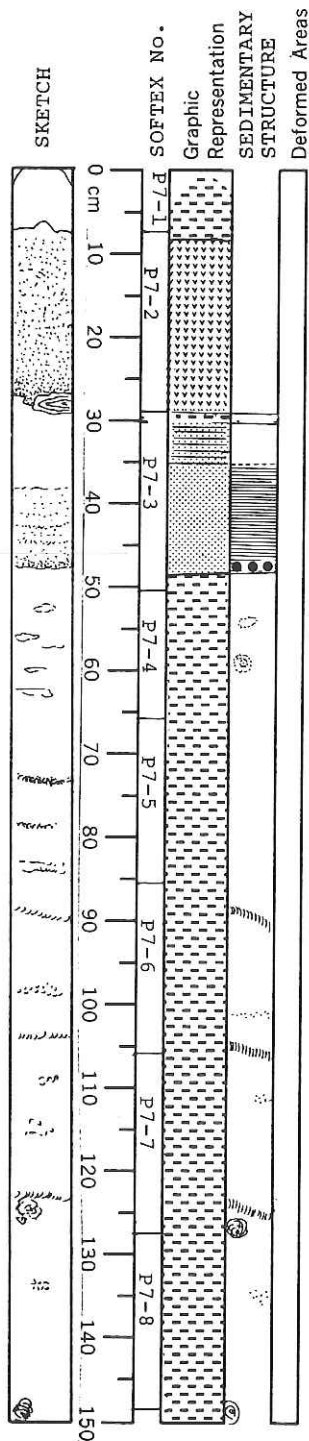 SKETCH
SOFTEX No.
Graphic
Representation
SEDIMENTARY
STRUCTURE
Deformed Areas
0
cm
10
20
30
40
50
60
70
80
90
100
110
120
130
140
150
P7-1
P7-2
P7-3
P7-4
P7-5
P7-6
P7-7
P7-8